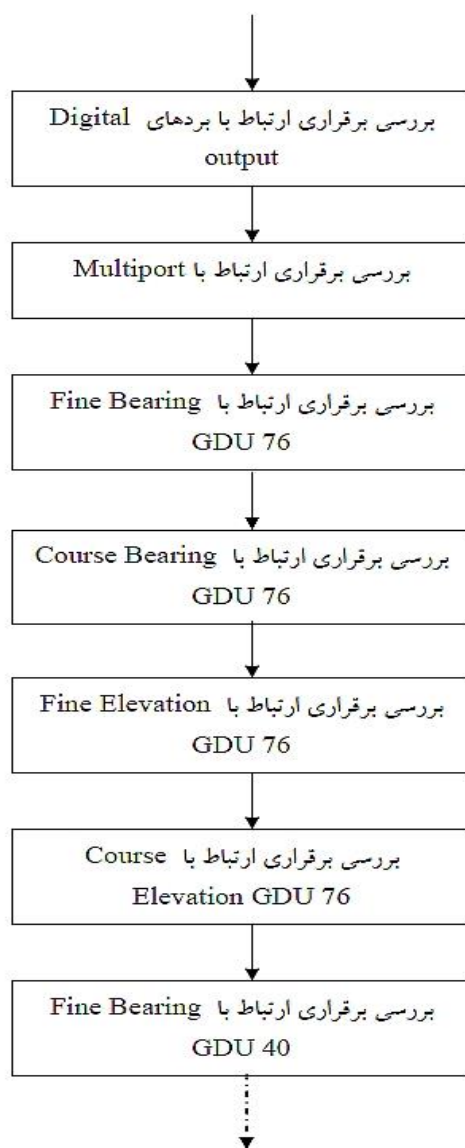 بررسی برقراری ارتباط با بردهای Digital
output
بررسی برقراری ارتباط با Multiport
بررسی برقراری ارتباط با Fine Bearing
GDU 76
بررسی برقراری ارتباط با Course Bearing
GDU 76
بررسی برقراری ارتباط با Fine Elevation
GDU 76
بررسی برقراری ارتباط با Course
Elevation GDU 76
بررسی برقراری ارتباط با Fine Bearing
GDU 40